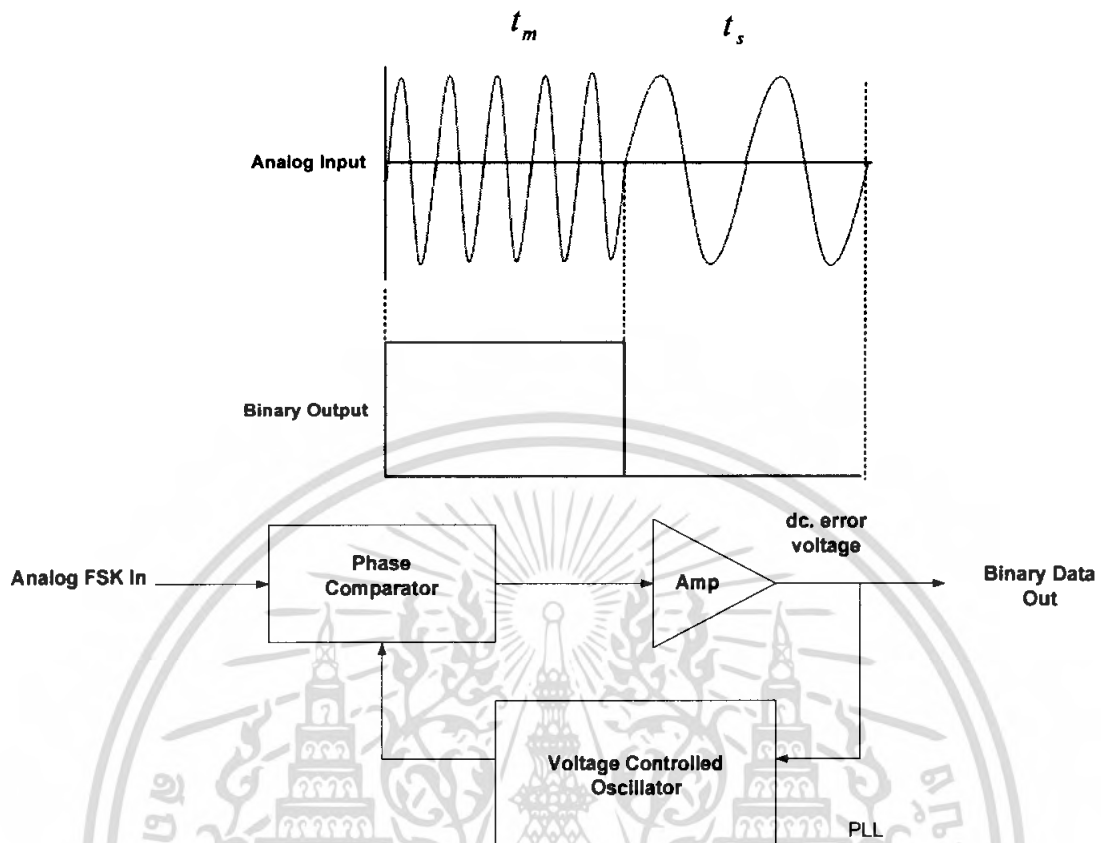 t_m t_s
Analog Input
Binary Output
dc. error
voltage
Analog FSK In
Phase
Comparator
Amp
Binary Data
Out
Voltage Controlled
Oscillator
PLL